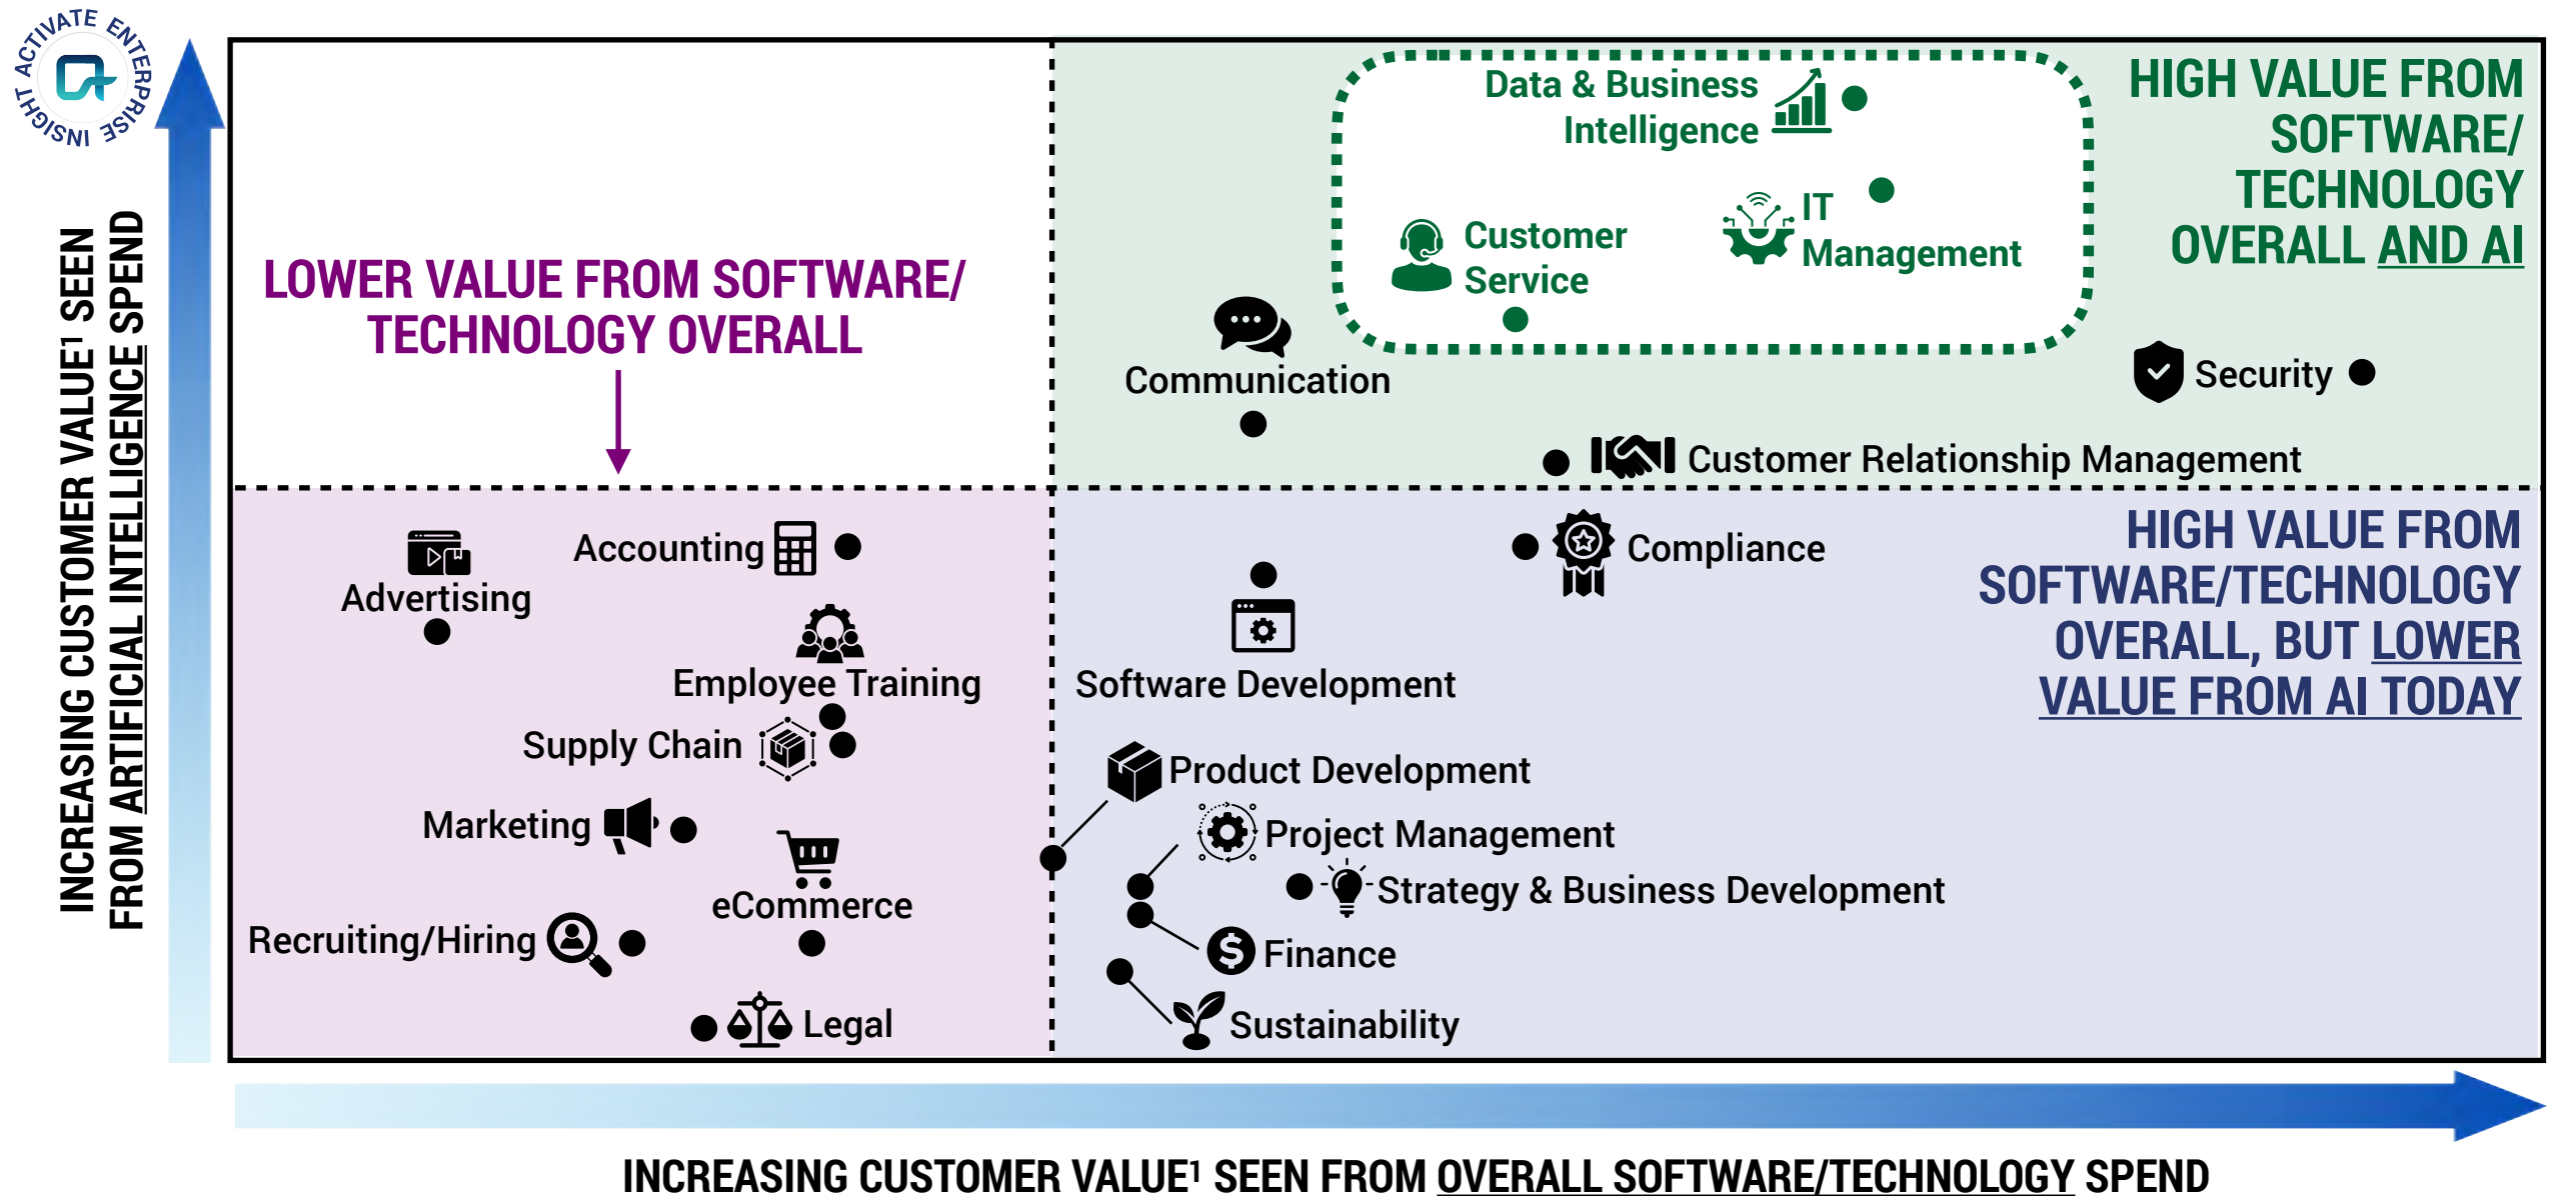 ACTIVATE ENTERPRISE INSIGHT
INCREASING CUSTOMER VALUE¹ SEEN
FROM ARTIFICIAL INTELLIGENCE SPEND
LOWER VALUE FROM SOFTWARE/
TECHNOLOGY OVERALL
Data & Business
Intelligence
IT
Management
Customer
Service
HIGH VALUE FROM
SOFTWARE/
TECHNOLOGY
OVERALL AND AI
Communication
Security
Customer Relationship Management
Advertising
Accounting
Employee Training
Supply Chain
Marketing
eCommerce
Recruiting/Hiring
Legal
Compliance
Software Development
HIGH VALUE FROM
SOFTWARE/TECHNOLOGY
OVERALL, BUT LOWER
VALUE FROM AI TODAY
Product Development
Project Management
Strategy & Business Development
Finance
Sustainability
INCREASING CUSTOMER VALUE¹ SEEN FROM OVERALL SOFTWARE/TECHNOLOGY SPEND